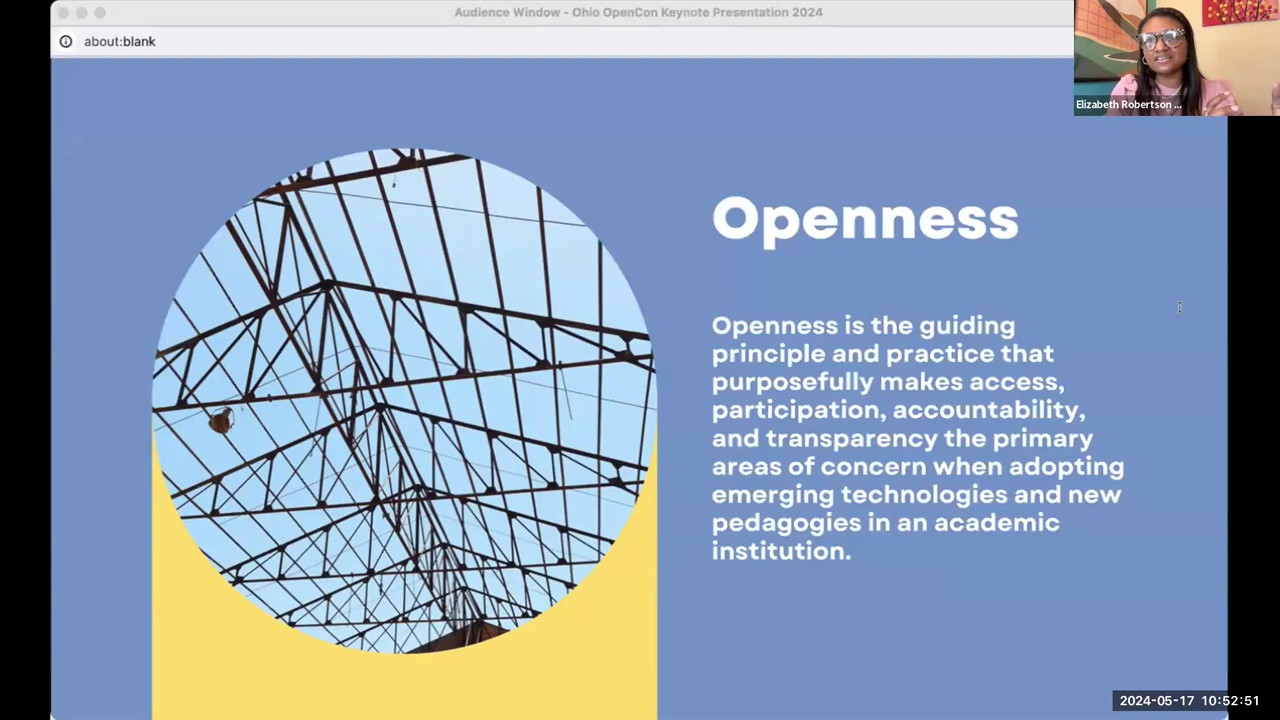 Audience Window - Ohio OpenCon Keynote Presentation 2024
about:blank
Elizabeth Robertson ...
Openness
Openness is the guiding
principle and practice that
purposefully makes access,
participation, accountability,
and transparency the primary
areas of concern when adopting
emerging technologies and new
pedagogies in an academic
institution.
2024-05-17 10:52:51